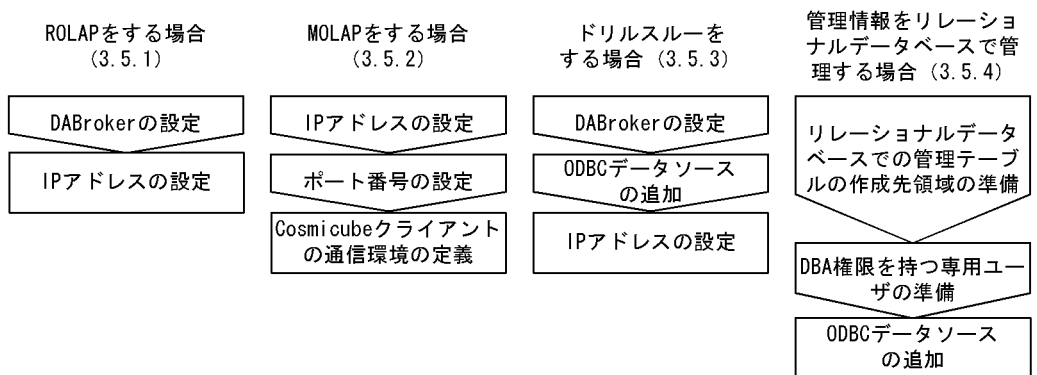 ROLAPをする場合
(3.5.1)
DABrokerの設定
IPアドレスの設定
MOLAPをする場合
(3.5.2)
IPアドレスの設定
ポート番号の設定
Cosmicubeクライアント
の通信環境の定義
ドリルスルーを
する場合(3.5.3)
DABrokerの設定
ODBCデータソース
の追加
IPアドレスの設定
管理情報をリレーショ
ナルデータベースで管
理する場合(3.5.4)
リレーショナルデータ
ベースでの管理テーブ
ルの作成先領域の準備
DBA権限を持つ専用ユー
ザの準備
ODBCデータソース
の追加